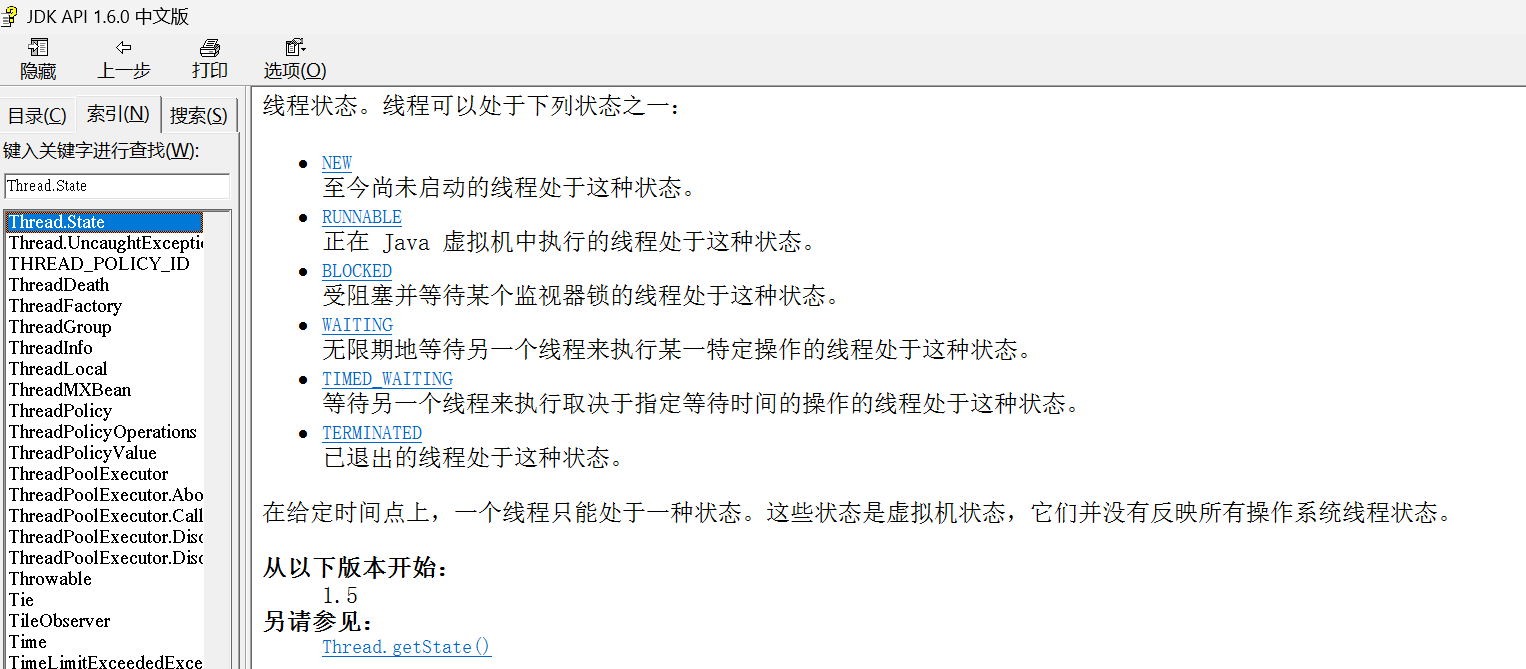 JDK API 1.6.0 中文版
隐藏 上一步 打印 选项(O)
目录(C) 索引(N) 搜索(S)
键入关键字进行查找(W):
Thread.State
Thread.State
Thread.UncaughtExcepti
THREAD_POLICY_ID
ThreadDeath
ThreadFactory
ThreadGroup
ThreadInfo
ThreadLocal
ThreadMXBean
ThreadPolicy
ThreadPolicyOperations
ThreadPolicyValue
ThreadPoolExecutor
ThreadPoolExecutor.Abo
ThreadPoolExecutor.Call
ThreadPoolExecutor.Disc
ThreadPoolExecutor.Disc
Throwable
Tie
TileObserver
Time
TimeLimitExceededExce
线程状态。线程可以处于下列状态之一:
NEW
至今尚未启动的线程处于这种状态。
RUNNABLE
正在 Java 虚拟机中执行的线程处于这种状态。
BLOCKED
受阻塞并等待某个监视器锁的线程处于这种状态。
WAITING
无限期地等待另一个线程来执行某一特定操作的线程处于这种状态。
TIMED_WAITING
等待另一个线程来执行取决于指定等待时间的操作的线程处于这种状态。
TERMINATED
已退出的线程处于这种状态。
在给定时间点上，一个线程只能处于一种状态。这些状态是虚拟机状态，它们并没有反映所有操作系统线程状态。
从以下版本开始:
1.5
另请参见:
Thread.getState()